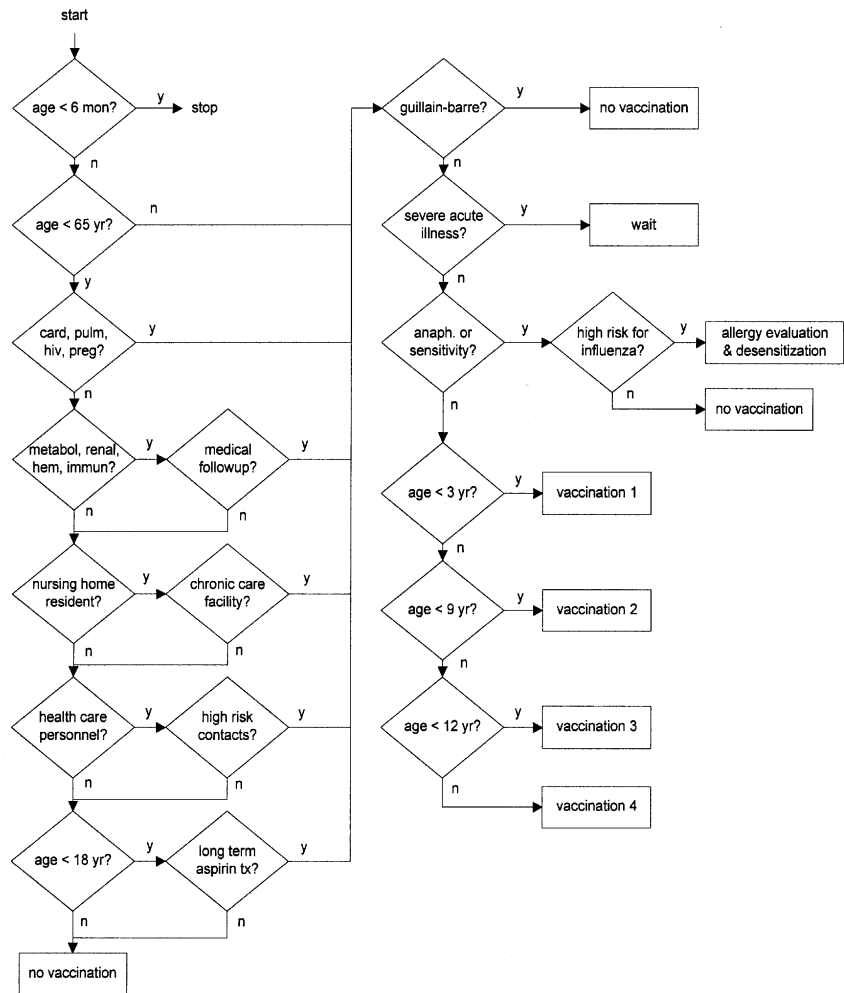 start
age < 6 mon?
y
stop
n
age < 65 yr?
n
y
card, pulm,
hiv, preg?
y
n
metabol, renal,
hem, immun?
y
medical
followup?
y
n
n
nursing home
resident?
y
chronic care
facility?
y
n
n
health care
personnel?
y
high risk
contacts?
y
n
n
age < 18 yr?
y
long term
aspirin tx?
y
n
n
no vaccination
guillain-barre?
y
no vaccination
n
severe acute
illness?
y
wait
n
anaph. or
sensitivity?
y
high risk for
influenza?
y
allergy evaluation
& desensitization
n
no vaccination
n
age < 3 yr?
y
vaccination 1
n
age < 9 yr?
y
vaccination 2
n
age < 12 yr?
y
vaccination 3
n
vaccination 4